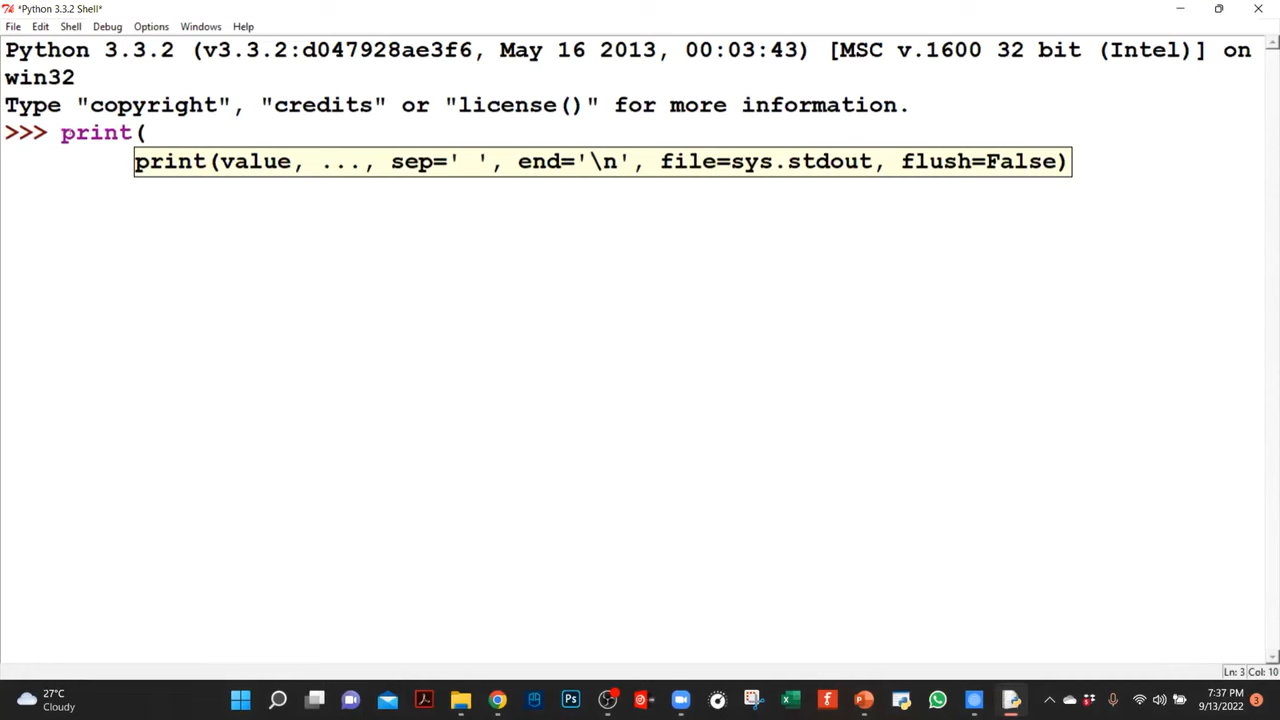 *Python 3.3.2 Shell*
File Edit Shell Debug Options Windows Help
Python 3.3.2 (v3.3.2:d047928ae3f6, May 16 2013, 00:03:43) [MSC v.1600 32 bit (Intel)] on
win32
Type "copyright", "credits" or "license()" for more information.
>>> print(
print(value, ..., sep=' ', end='\n', file=sys.stdout, flush=False)
Ln: 3 Col: 10
27°C
Cloudy
Ps
7:37 PM
9/13/2022
3